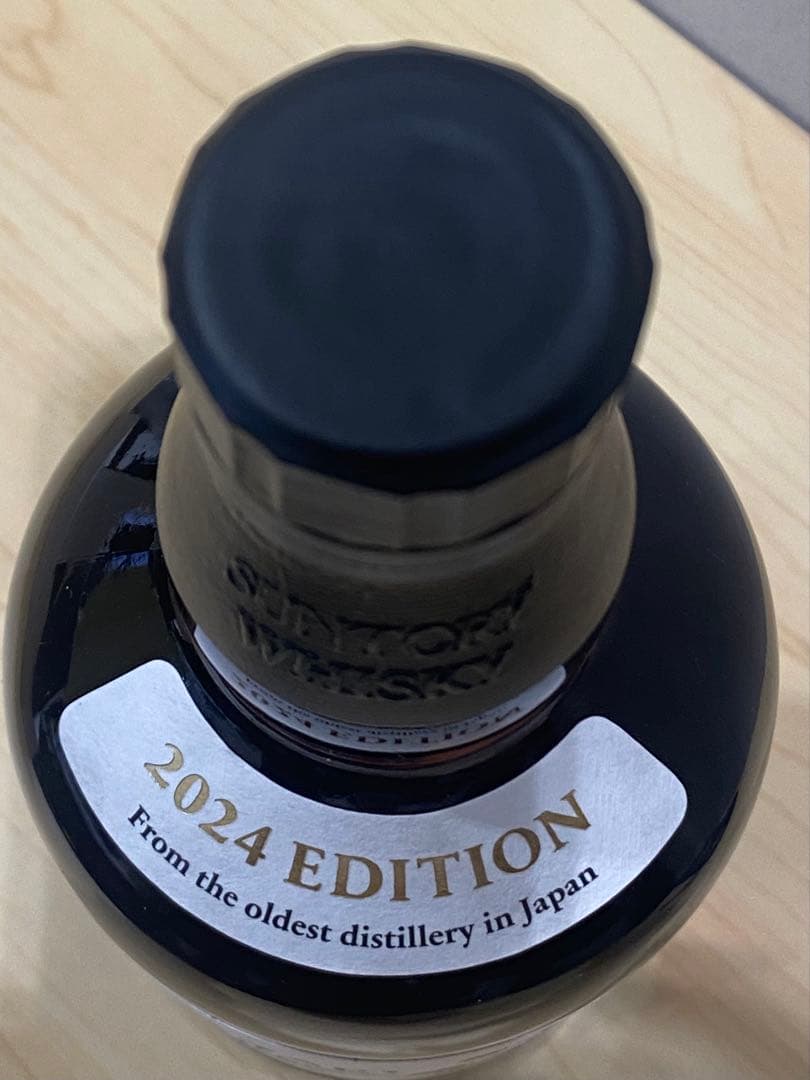 SUNTORY
WHISKY
2024 EDITION
From the oldest distillery in Japan